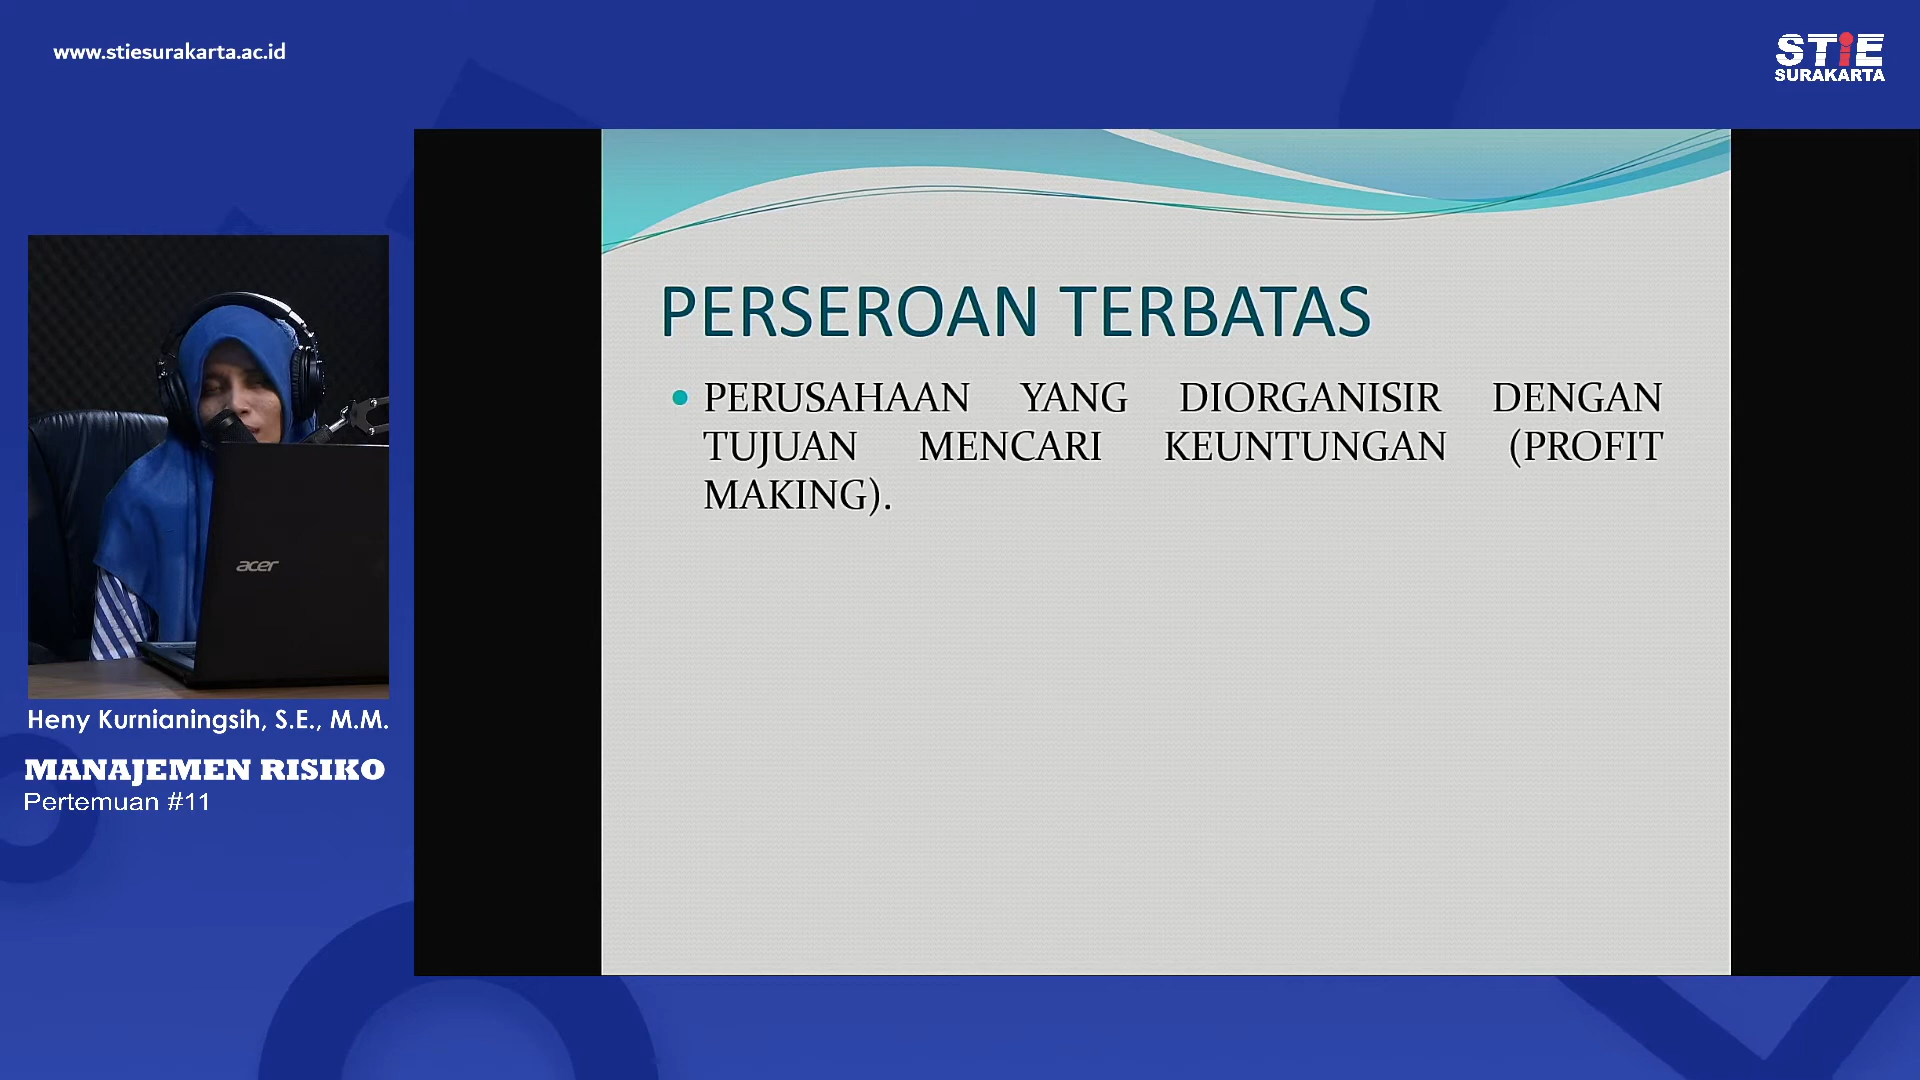 www.stiesurakarta.ac.id
STiE
SURAKARTA
PERSEROAN TERBATAS
• PERUSAHAAN YANG DIORGANISIR DENGAN
TUJUAN MENCARI KEUNTUNGAN (PROFIT
MAKING).
acer
Heny Kurnianingsih, S.E., M.M.
MANAJEMEN RISIKO
Pertemuan #11